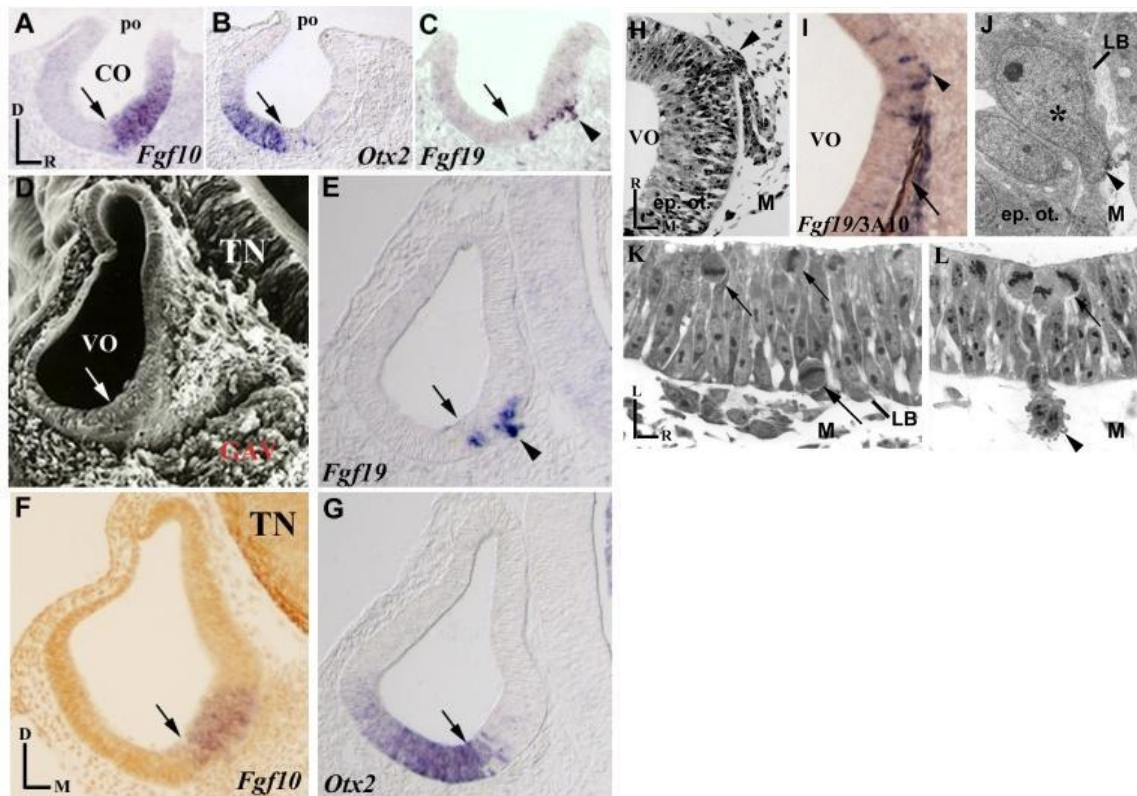 A
po
CO
D
R
Fgf10
B
po
Otx2
C
Fgf19
D
TN
VO
GAV
E
Fgf19
F
TN
D
M
Fgf10
G
Otx2
H
VO
R
M
ep. ot.
M
I
VO
Fgf19/3A10
J
LB
*
ep. ot.
M
K
L
R
M
LB
L
M